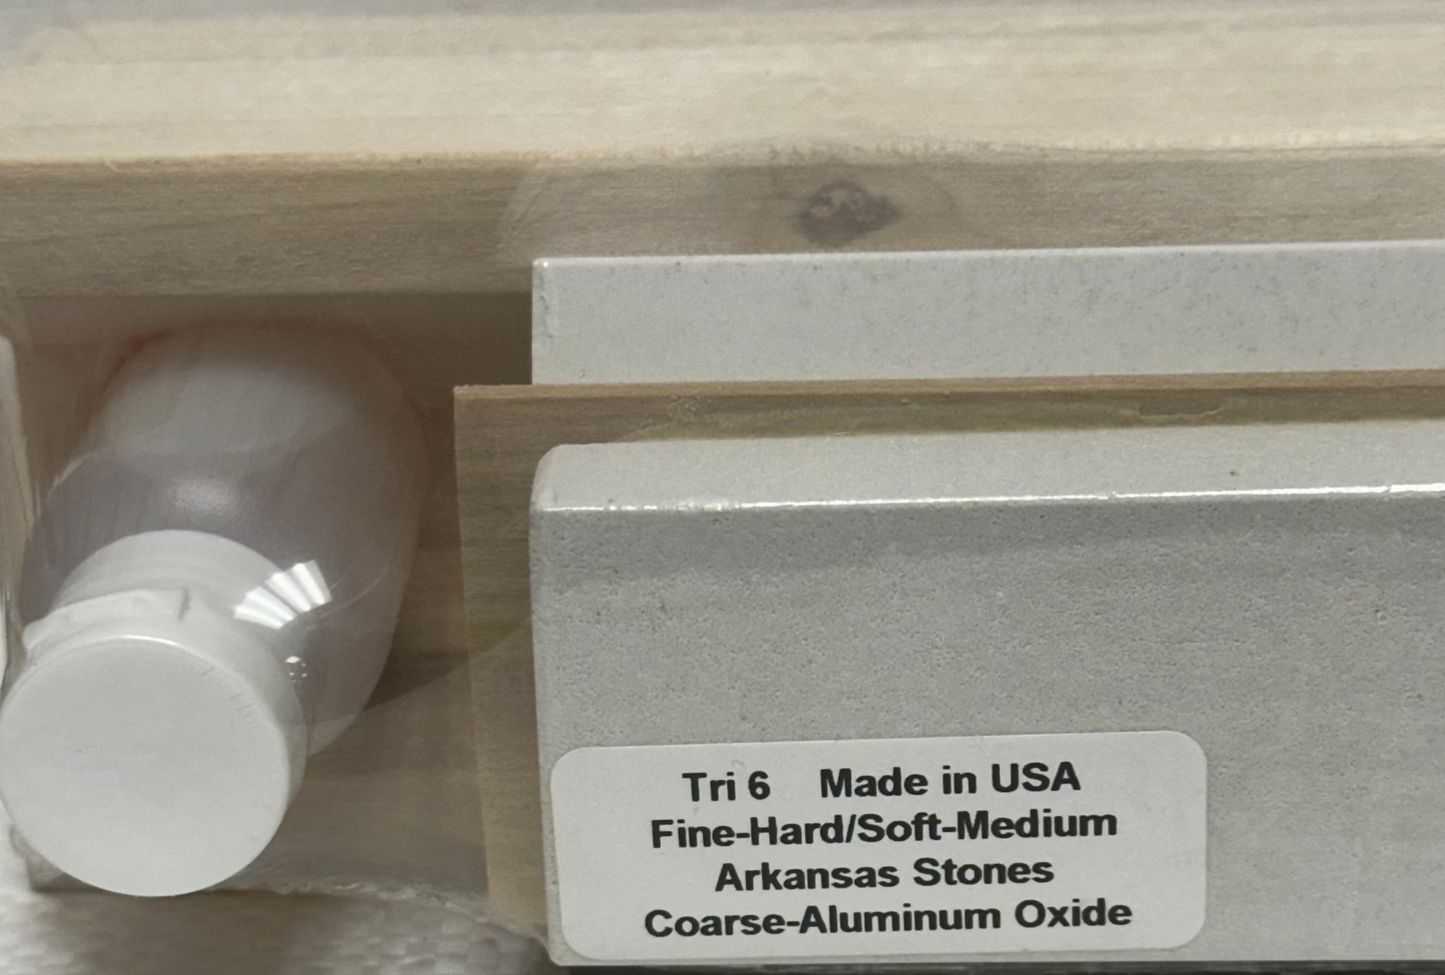 Tri 6 Made in USA
Fine-Hard/Soft-Medium
Arkansas Stones
Coarse-Aluminum Oxide